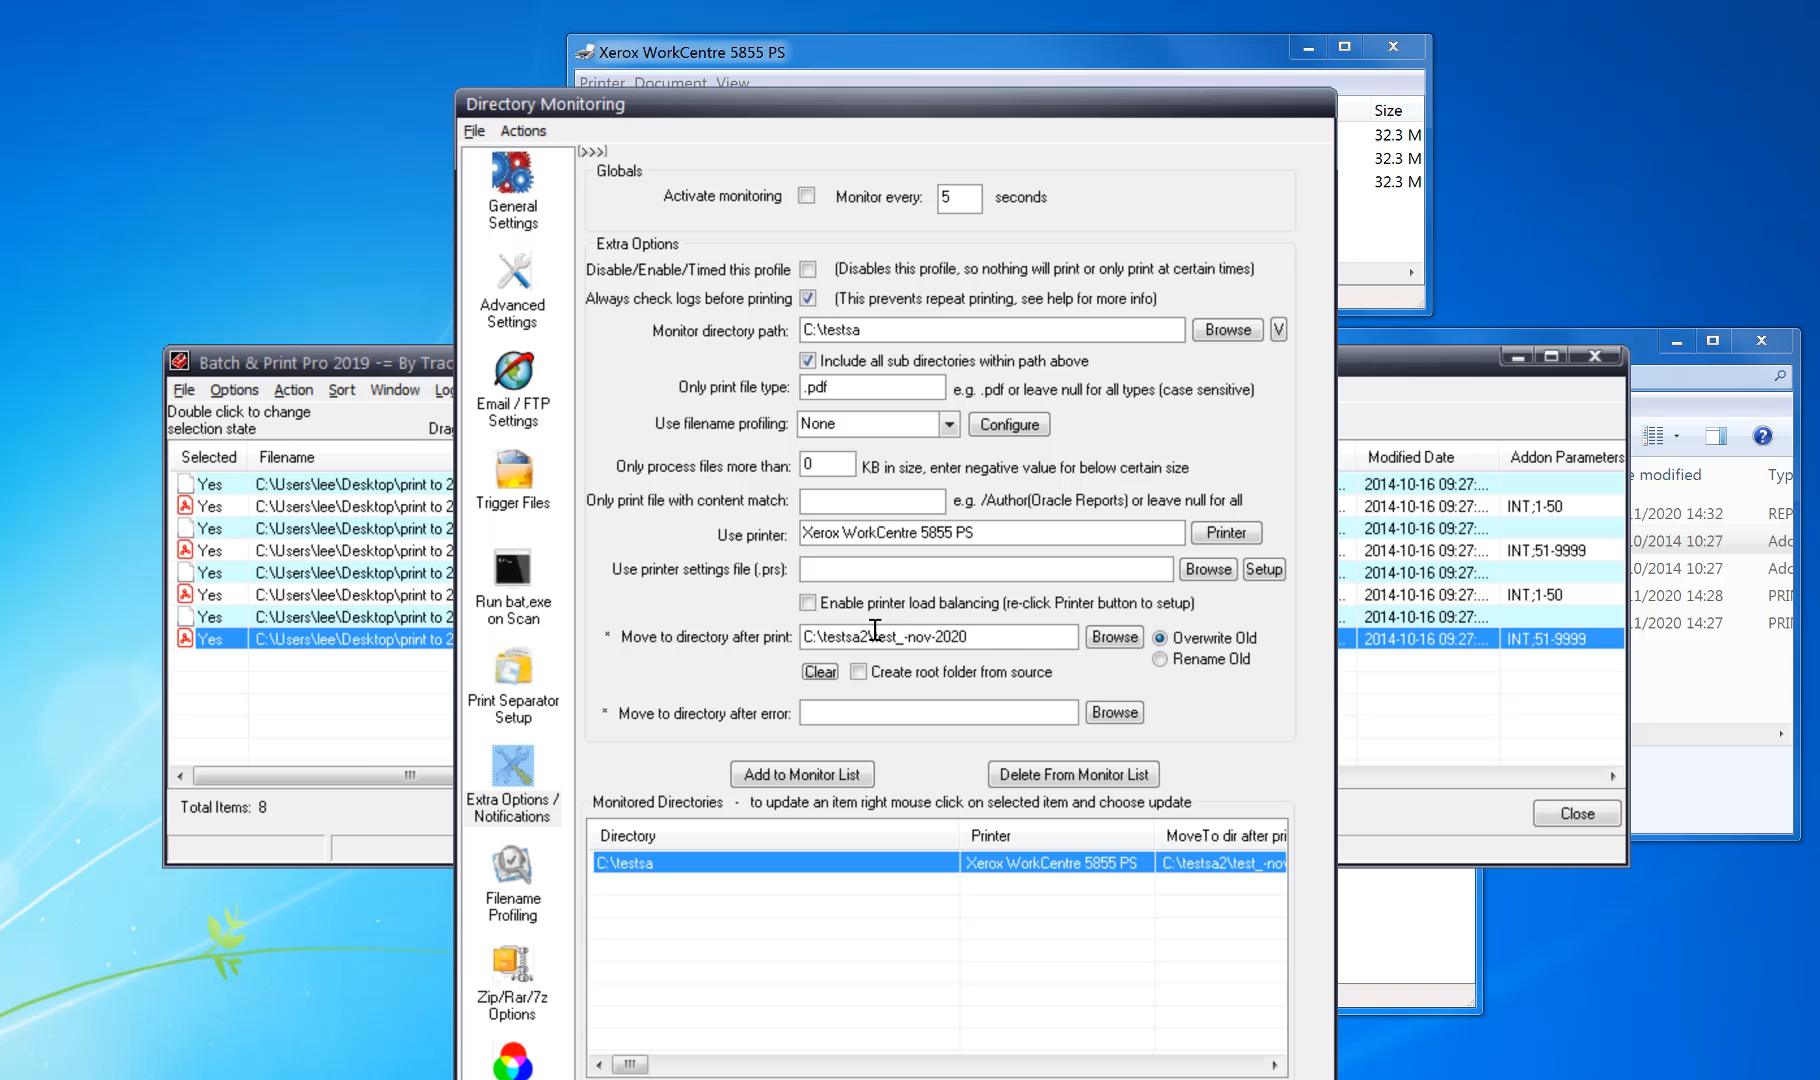 Xerox WorkCentre 5855 PS
Printer Document View
Size
32.3 M
32.3 M
32.3 M
Directory Monitoring
File Actions
[>>>]
General
Settings
Advanced
Settings
Email / FTP
Settings
Trigger Files
Run bat,exe
on Scan
Print Separator
Setup
Extra Options /
Notifications
Filename
Profiling
Zip/Rar/7z
Options
Globals
Activate monitoring Monitor every: 5 seconds
Extra Options
Disable/Enable/Timed this profile (Disables this profile, so nothing will print or only print at certain times)
Always check logs before printing (This prevents repeat printing, see help for more info)
Monitor directory path: C:\testsa Browse V
Include all sub directories within path above
Only print file type: .pdf e.g. .pdf or leave null for all types (case sensitive)
Use filename profiling: None Configure
Only process files more than: 0 KB in size, enter negative value for below certain size
Only print file with content match: e.g. /Author(Oracle Reports) or leave null for all
Use printer: Xerox WorkCentre 5855 PS Printer
Use printer settings file (.prs): Browse Setup
Enable printer load balancing (re-click Printer button to setup)
* Move to directory after print: C:\testsa2\test_-nov-2020 Browse Overwrite Old
Rename Old
Clear Create root folder from source
* Move to directory after error: Browse
Add to Monitor List Delete From Monitor List
Monitored Directories - to update an item right mouse click on selected item and choose update
Directory Printer MoveTo dir after pri
C:\testsa Xerox WorkCentre 5855 PS C:\testsa2\test_-nov
Batch & Print Pro 2019 -= By Trac
File Options Action Sort Window Log
Double click to change
selection state Drag
Selected Filename
Yes C:\Users\lee\Desktop\print to 2
Yes C:\Users\lee\Desktop\print to 2
Yes C:\Users\lee\Desktop\print to 2
Yes C:\Users\lee\Desktop\print to 2
Yes C:\Users\lee\Desktop\print to 2
Yes C:\Users\lee\Desktop\print to 2
Yes C:\Users\lee\Desktop\print to 2
Yes C:\Users\lee\Desktop\print to 2
Total Items: 8
Modified Date Addon Parameters
2014-10-16 09:27:...
2014-10-16 09:27:... INT;1-50
2014-10-16 09:27:...
2014-10-16 09:27:... INT;51-9999
2014-10-16 09:27:...
2014-10-16 09:27:... INT;1-50
2014-10-16 09:27:...
2014-10-16 09:27:... INT;51-9999
Close
e modified Typ
11/2020 14:32 REP
10/2014 10:27 Ado
10/2014 10:27 Ado
11/2020 14:28 PRI
11/2020 14:27 PRI